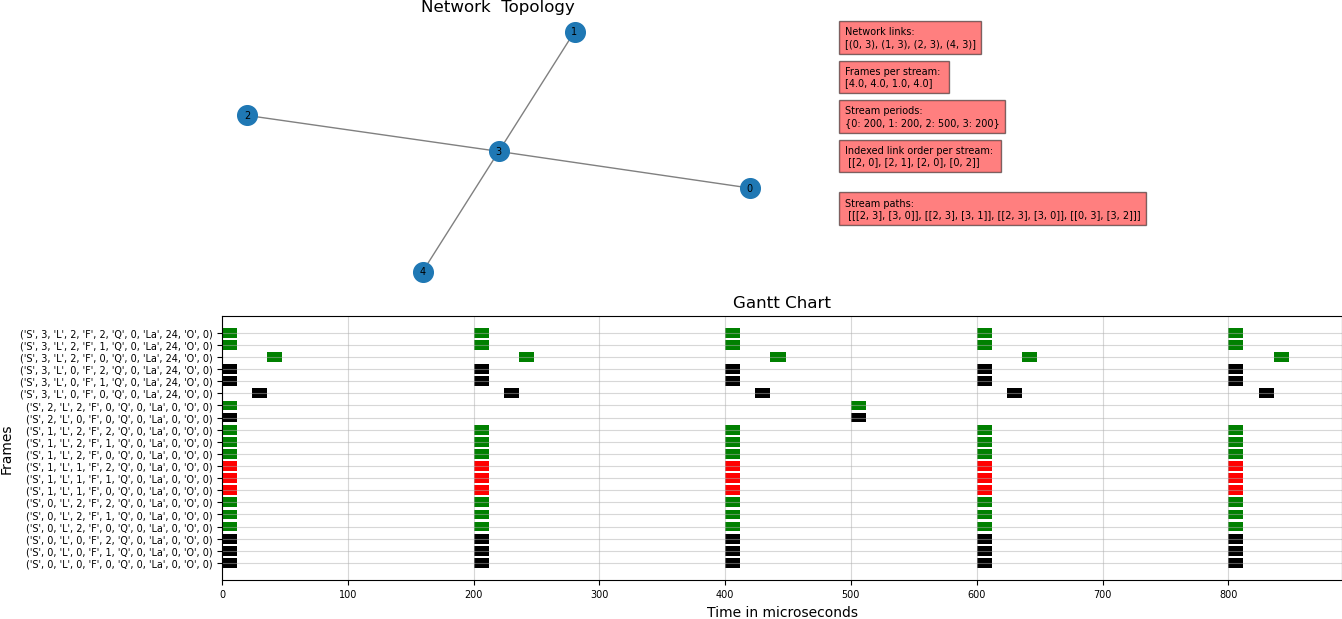 Network  Topology
1
2
3
0
4
Network links:
[(0, 3), (1, 3), (2, 3), (4, 3)]
Frames per stream:
[4.0, 4.0, 1.0, 4.0]
Stream periods:
{0: 200, 1: 200, 2: 500, 3: 200}
Indexed link order per stream:
[[2, 0], [2, 1], [2, 0], [0, 2]]
Stream paths:
[[[2, 3], [3, 0]], [[2, 3], [3, 1]], [[2, 3], [3, 0]], [[0, 3], [3, 2]]]
Gantt Chart
Frames
('S', 3, 'L', 2, 'F', 2, 'Q', 0, 'La', 24, 'O', 0)
('S', 3, 'L', 2, 'F', 1, 'Q', 0, 'La', 24, 'O', 0)
('S', 3, 'L', 2, 'F', 0, 'Q', 0, 'La', 24, 'O', 0)
('S', 3, 'L', 0, 'F', 2, 'Q', 0, 'La', 24, 'O', 0)
('S', 3, 'L', 0, 'F', 1, 'Q', 0, 'La', 24, 'O', 0)
('S', 3, 'L', 0, 'F', 0, 'Q', 0, 'La', 24, 'O', 0)
('S', 2, 'L', 2, 'F', 0, 'Q', 0, 'La', 0, 'O', 0)
('S', 2, 'L', 0, 'F', 0, 'Q', 0, 'La', 0, 'O', 0)
('S', 1, 'L', 2, 'F', 2, 'Q', 0, 'La', 0, 'O', 0)
('S', 1, 'L', 2, 'F', 1, 'Q', 0, 'La', 0, 'O', 0)
('S', 1, 'L', 2, 'F', 0, 'Q', 0, 'La', 0, 'O', 0)
('S', 1, 'L', 1, 'F', 2, 'Q', 0, 'La', 0, 'O', 0)
('S', 1, 'L', 1, 'F', 1, 'Q', 0, 'La', 0, 'O', 0)
('S', 1, 'L', 1, 'F', 0, 'Q', 0, 'La', 0, 'O', 0)
('S', 0, 'L', 2, 'F', 2, 'Q', 0, 'La', 0, 'O', 0)
('S', 0, 'L', 2, 'F', 1, 'Q', 0, 'La', 0, 'O', 0)
('S', 0, 'L', 2, 'F', 0, 'Q', 0, 'La', 0, 'O', 0)
('S', 0, 'L', 0, 'F', 2, 'Q', 0, 'La', 0, 'O', 0)
('S', 0, 'L', 0, 'F', 1, 'Q', 0, 'La', 0, 'O', 0)
('S', 0, 'L', 0, 'F', 0, 'Q', 0, 'La', 0, 'O', 0)
0 100 200 300 400 500 600 700 800
Time in microseconds